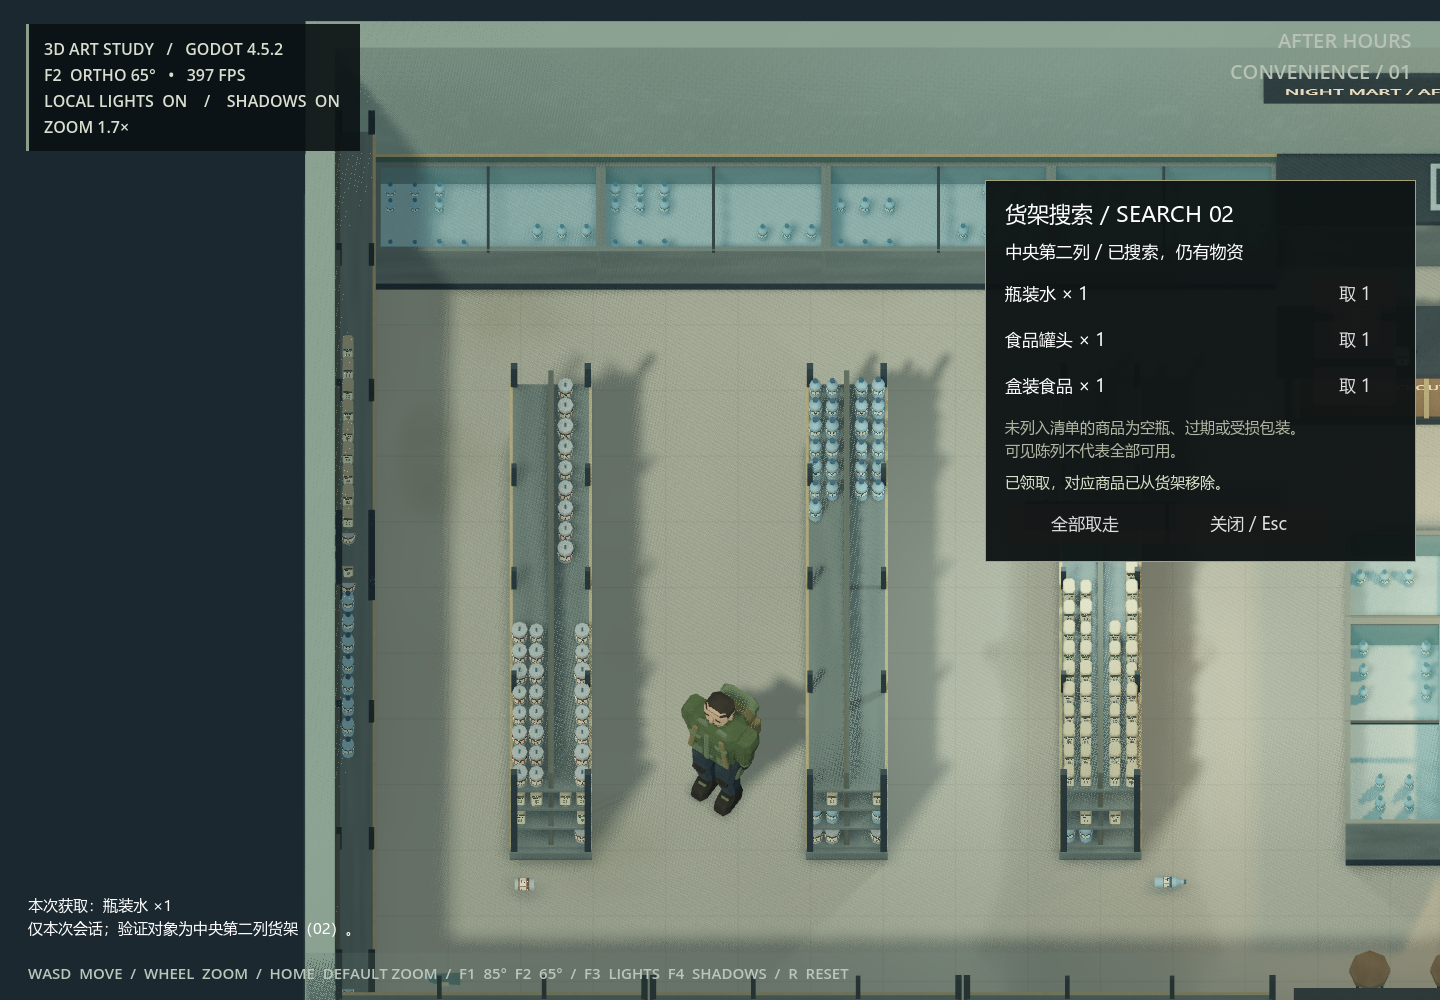 3D ART STUDY / GODOT 4.5.2
F2 ORTHO 65° • 397 FPS
LOCAL LIGHTS ON / SHADOWS ON
ZOOM 1.7×
AFTER HOURS
CONVENIENCE / 01
NIGHT MART /
货架搜索 / SEARCH 02
中央第二列 / 已搜索，仍有物资
瓶装水 × 1 取 1
食品罐头 × 1 取 1
盒装食品 × 1 取 1
未列入清单的商品为空瓶、过期或受损包装。
可见陈列不代表全部可用。
已领取，对应商品已从货架移除。
全部取走 关闭 / Esc
本次获取：瓶装水 ×1
仅本次会话；验证对象为中央第二列货架（02）。
WASD MOVE / WHEEL ZOOM / HOME DEFAULT ZOOM / F1 85° F2 65° / F3 LIGHTS F4 SHADOWS / R RESET